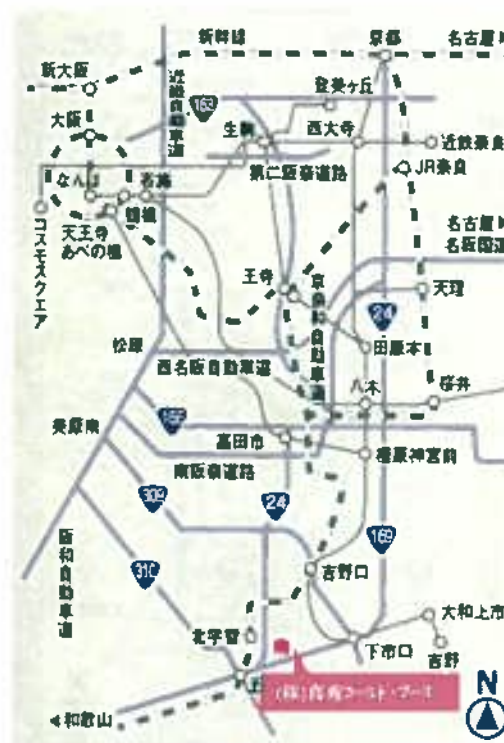 新幹線
京都
名古屋
新大阪
近畿自動車道
163
登美ヶ丘
大阪
生駒
西大寺
近鉄奈良
第二阪奈道路
JR奈良
なんば
鶴橋
コスモスクエア
天王寺
あべの橋
名古屋
名阪国道
王寺
24
天理
京奈和自動車道
松原
田原本
西名阪自動車道
八木
桜井
美原南
高田市
橿原神宮前
南阪奈道路
309
24
169
阪和自動車道
310
吉野口
大和上市
北宇智
下市口
吉野
和歌山
N